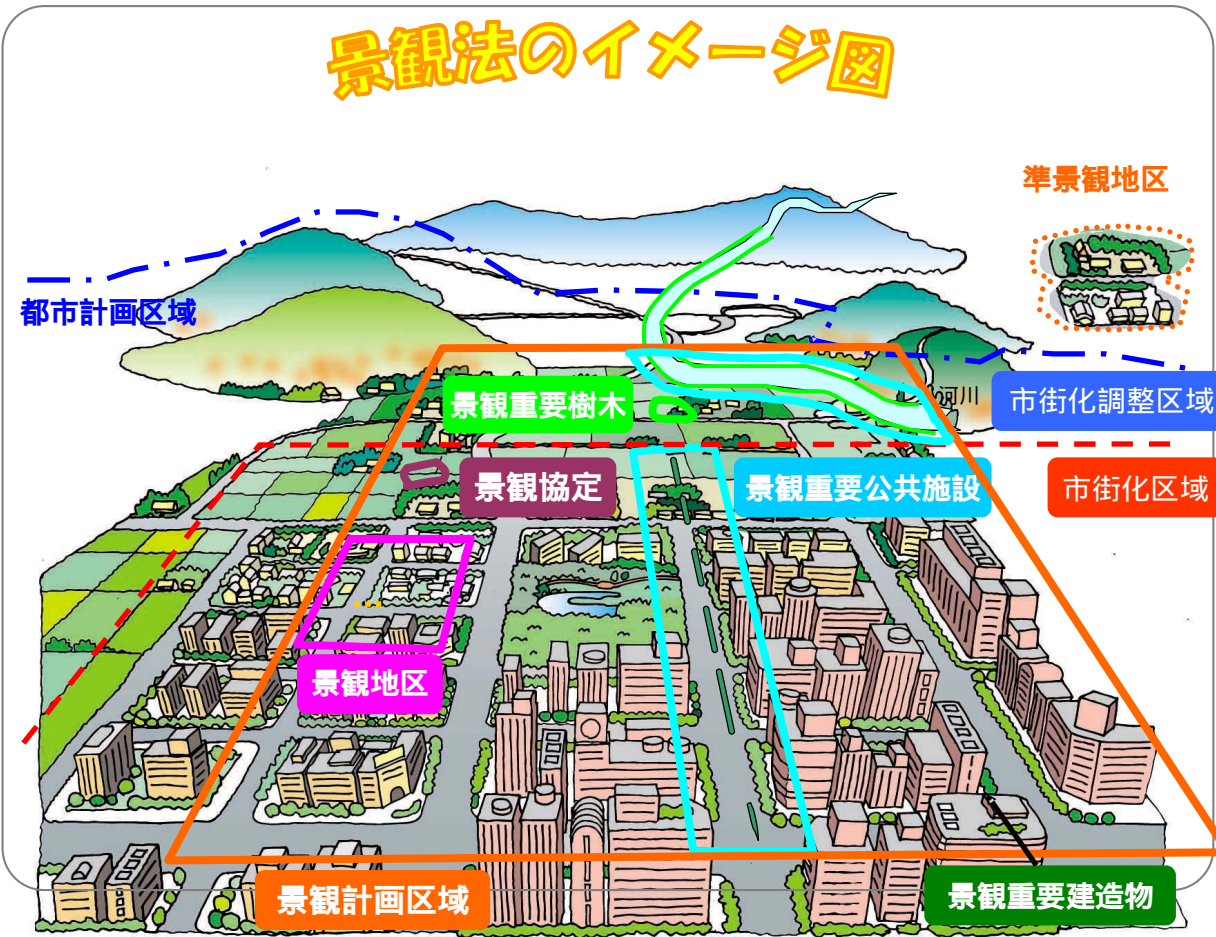 景観法のイメージ図
準景観地区
都市計画区域
景観重要樹木
河川
市街化調整区域
景観協定
景観重要公共施設
市街化区域
景観地区
景観計画区域
景観重要建造物